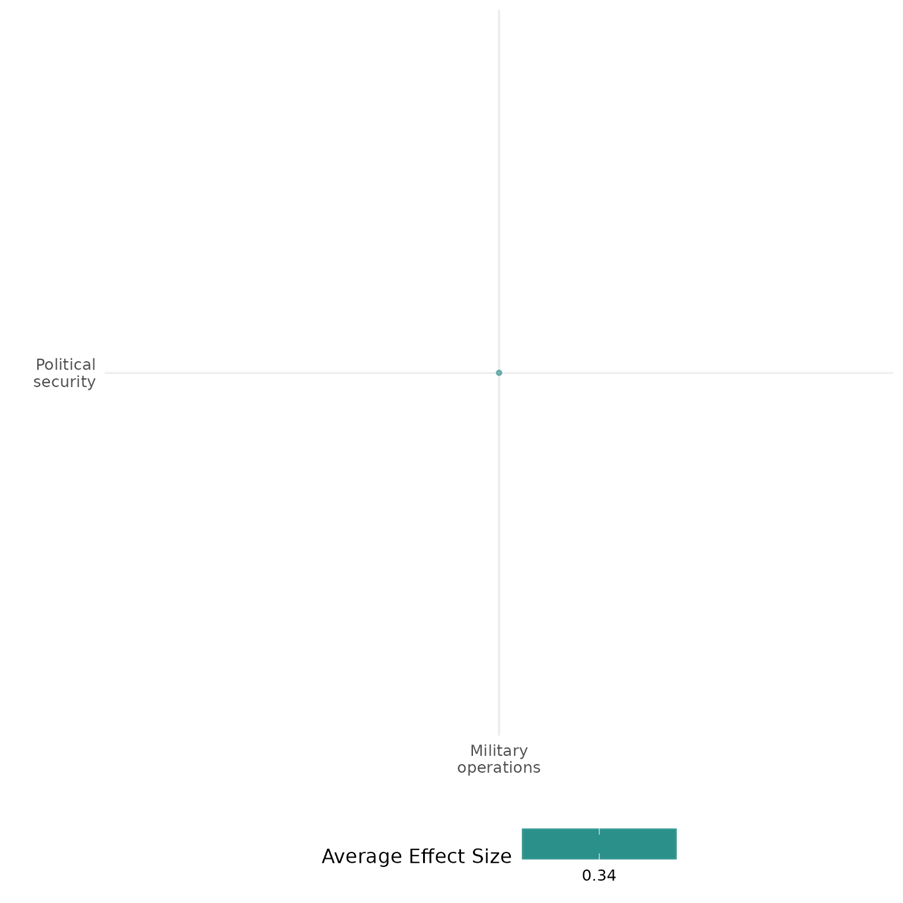 Political
security
Military
operations
Average Effect Size
0.34